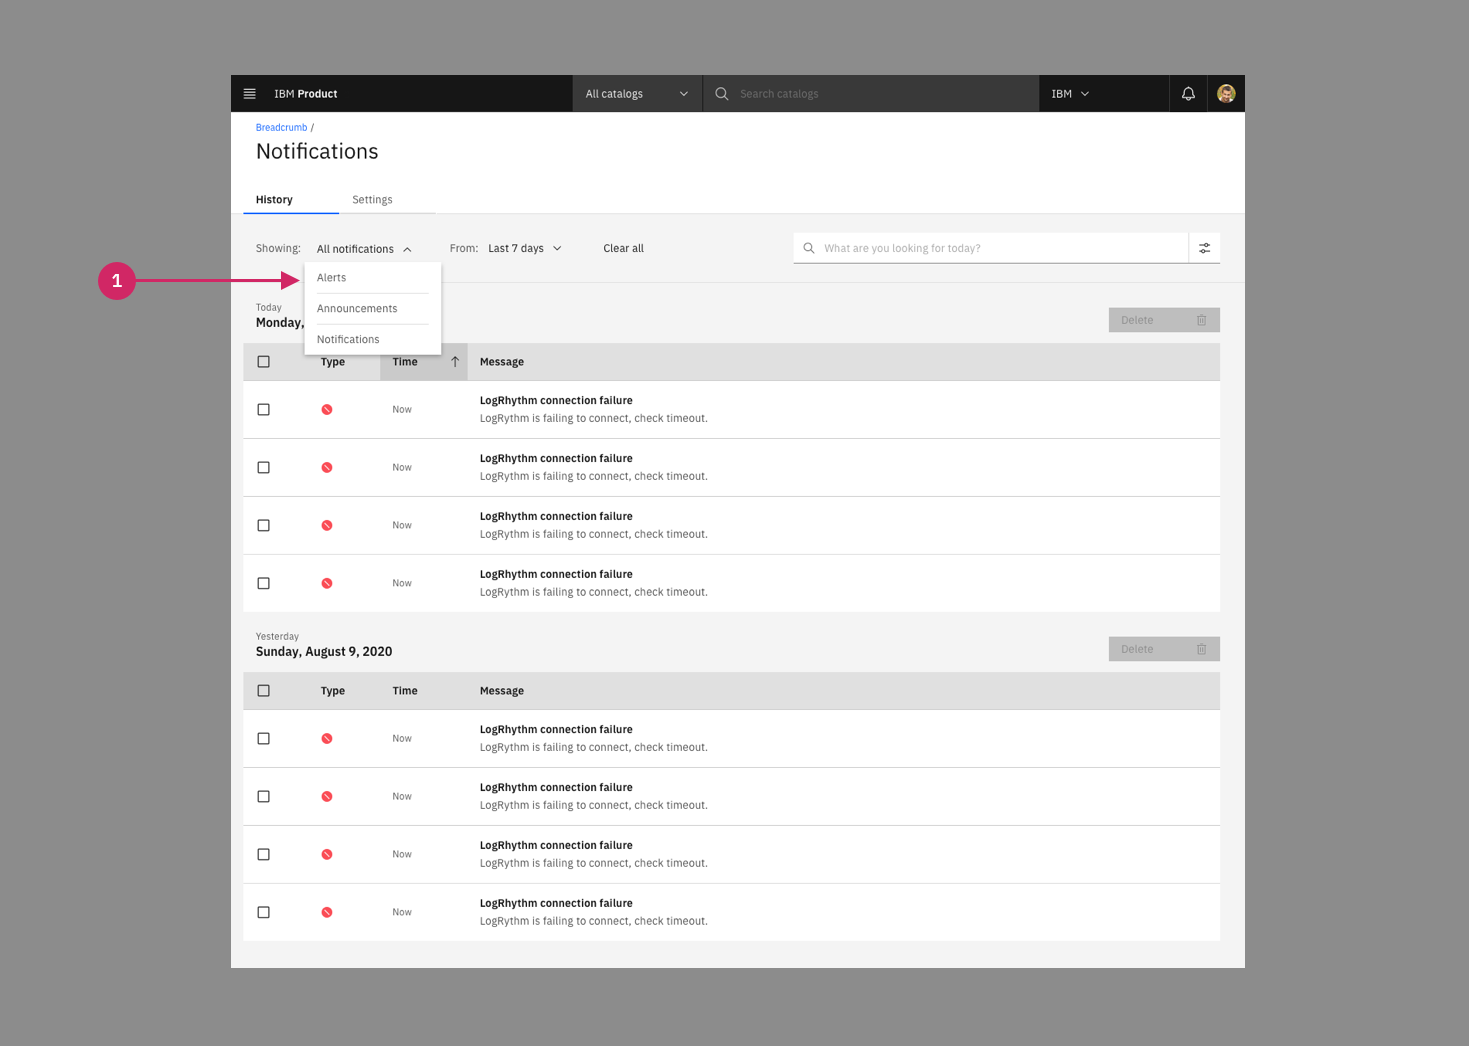 IBM Product
All catalogs
Search catalogs
IBM
Breadcrumb /
Notifications
History
Settings
Showing:
All notifications
From:
Last 7 days
Clear all
What are you looking for today?
1
Alerts
Announcements
Notifications
Today
Monday,
Delete
Type
Time
Message
Now
LogRhythm connection failure
LogRythm is failing to connect, check timeout.
Now
LogRhythm connection failure
LogRythm is failing to connect, check timeout.
Now
LogRhythm connection failure
LogRythm is failing to connect, check timeout.
Now
LogRhythm connection failure
LogRythm is failing to connect, check timeout.
Yesterday
Sunday, August 9, 2020
Delete
Type
Time
Message
Now
LogRhythm connection failure
LogRythm is failing to connect, check timeout.
Now
LogRhythm connection failure
LogRythm is failing to connect, check timeout.
Now
LogRhythm connection failure
LogRythm is failing to connect, check timeout.
Now
LogRhythm connection failure
LogRythm is failing to connect, check timeout.